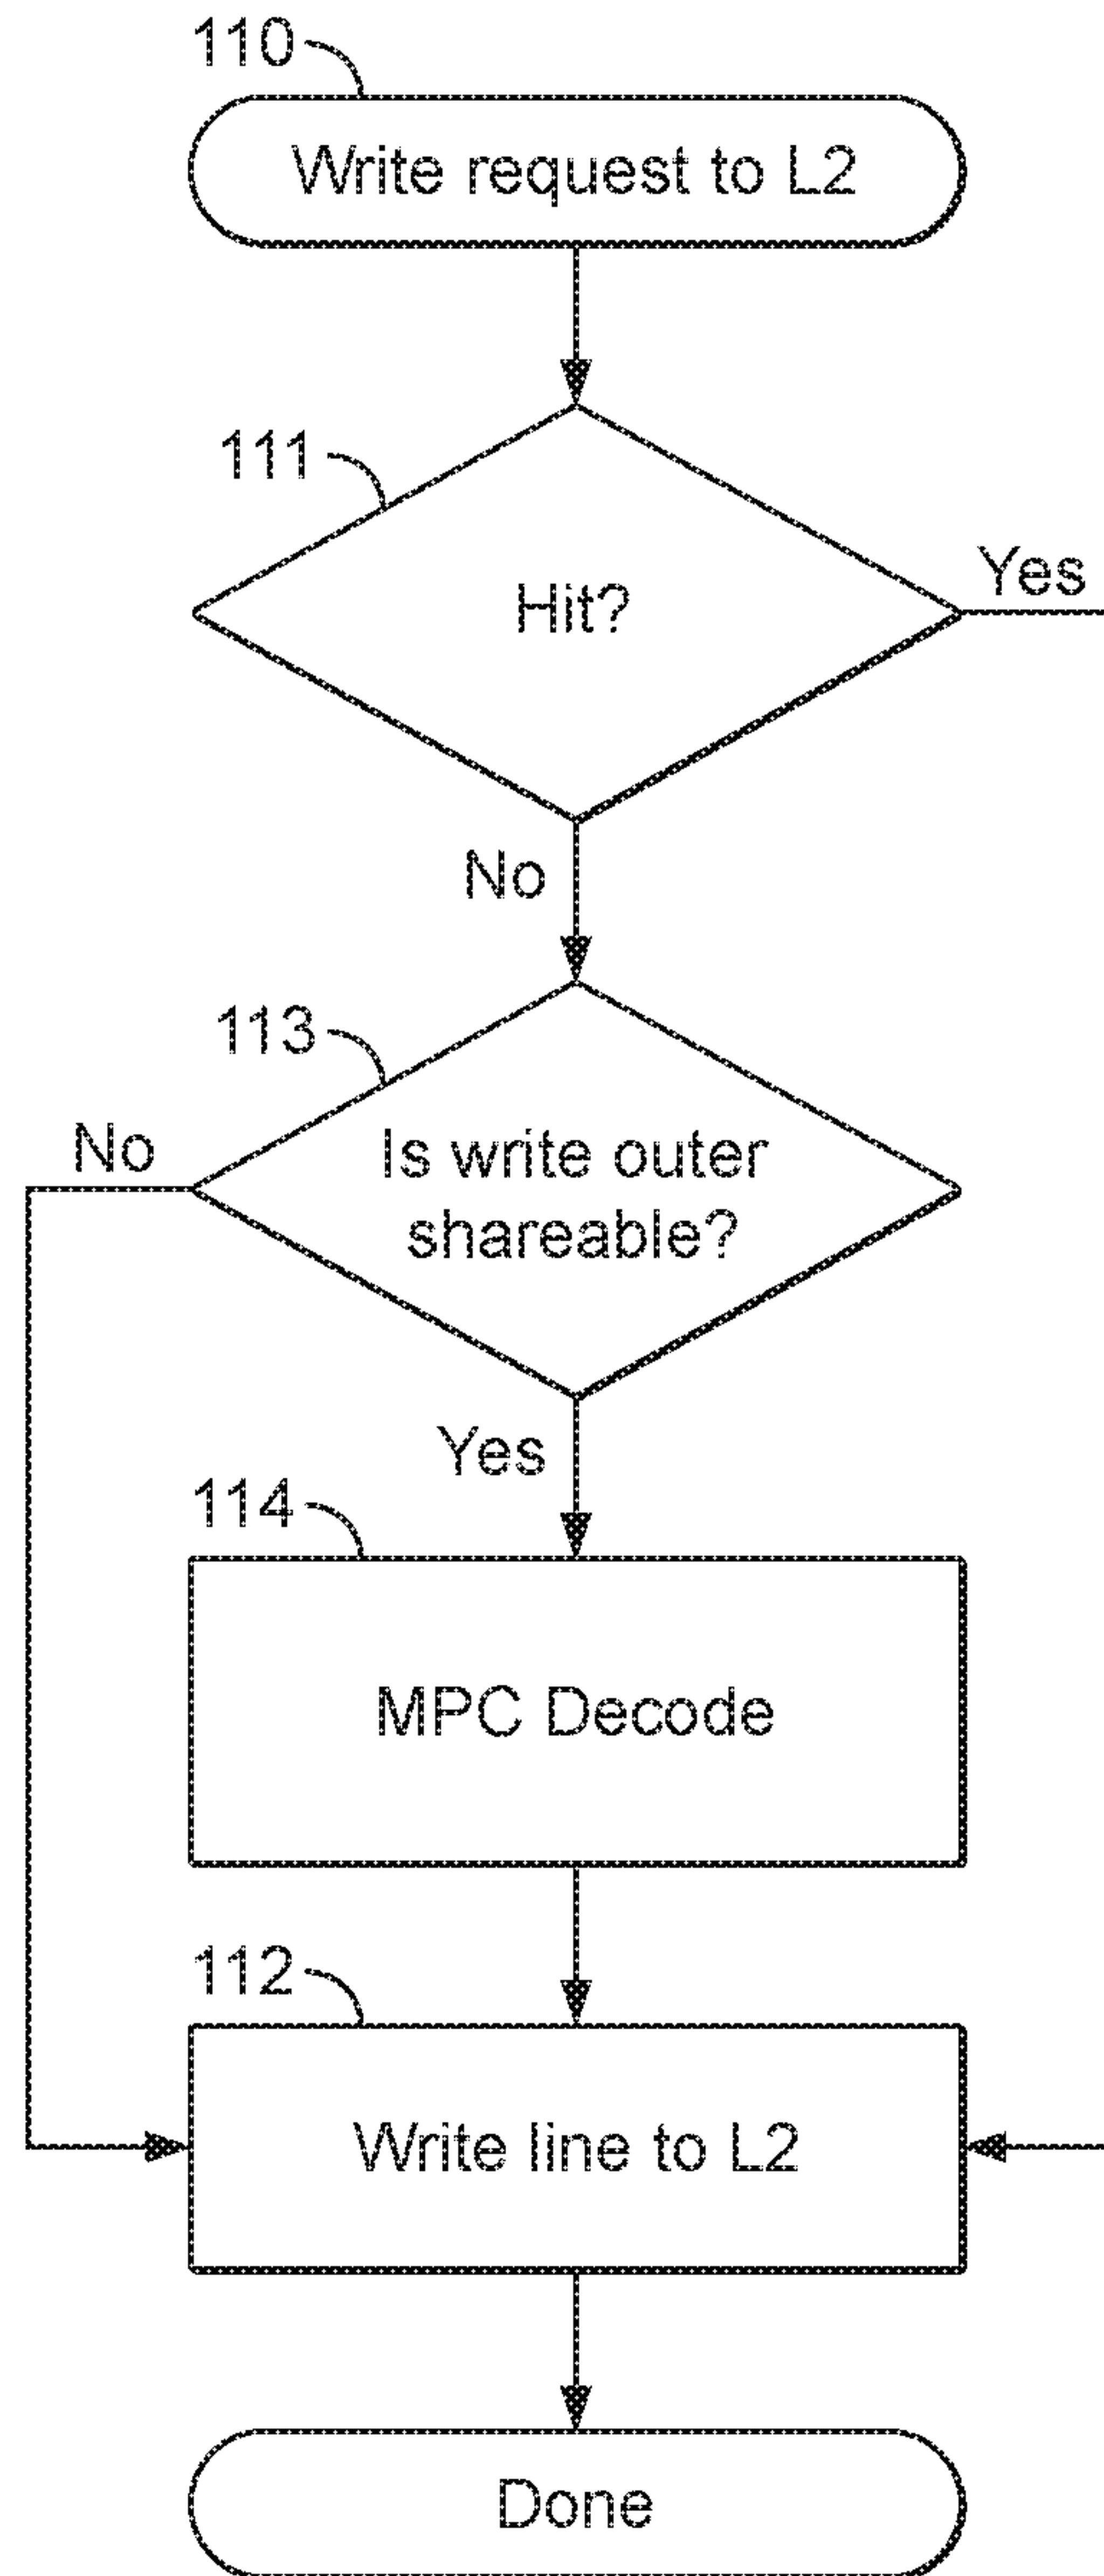 110
Write request to L2
111
Hit?
Yes
No
113
No
Is write outer
shareable?
Yes
114
MPC Decode
112
Write line to L2
Done